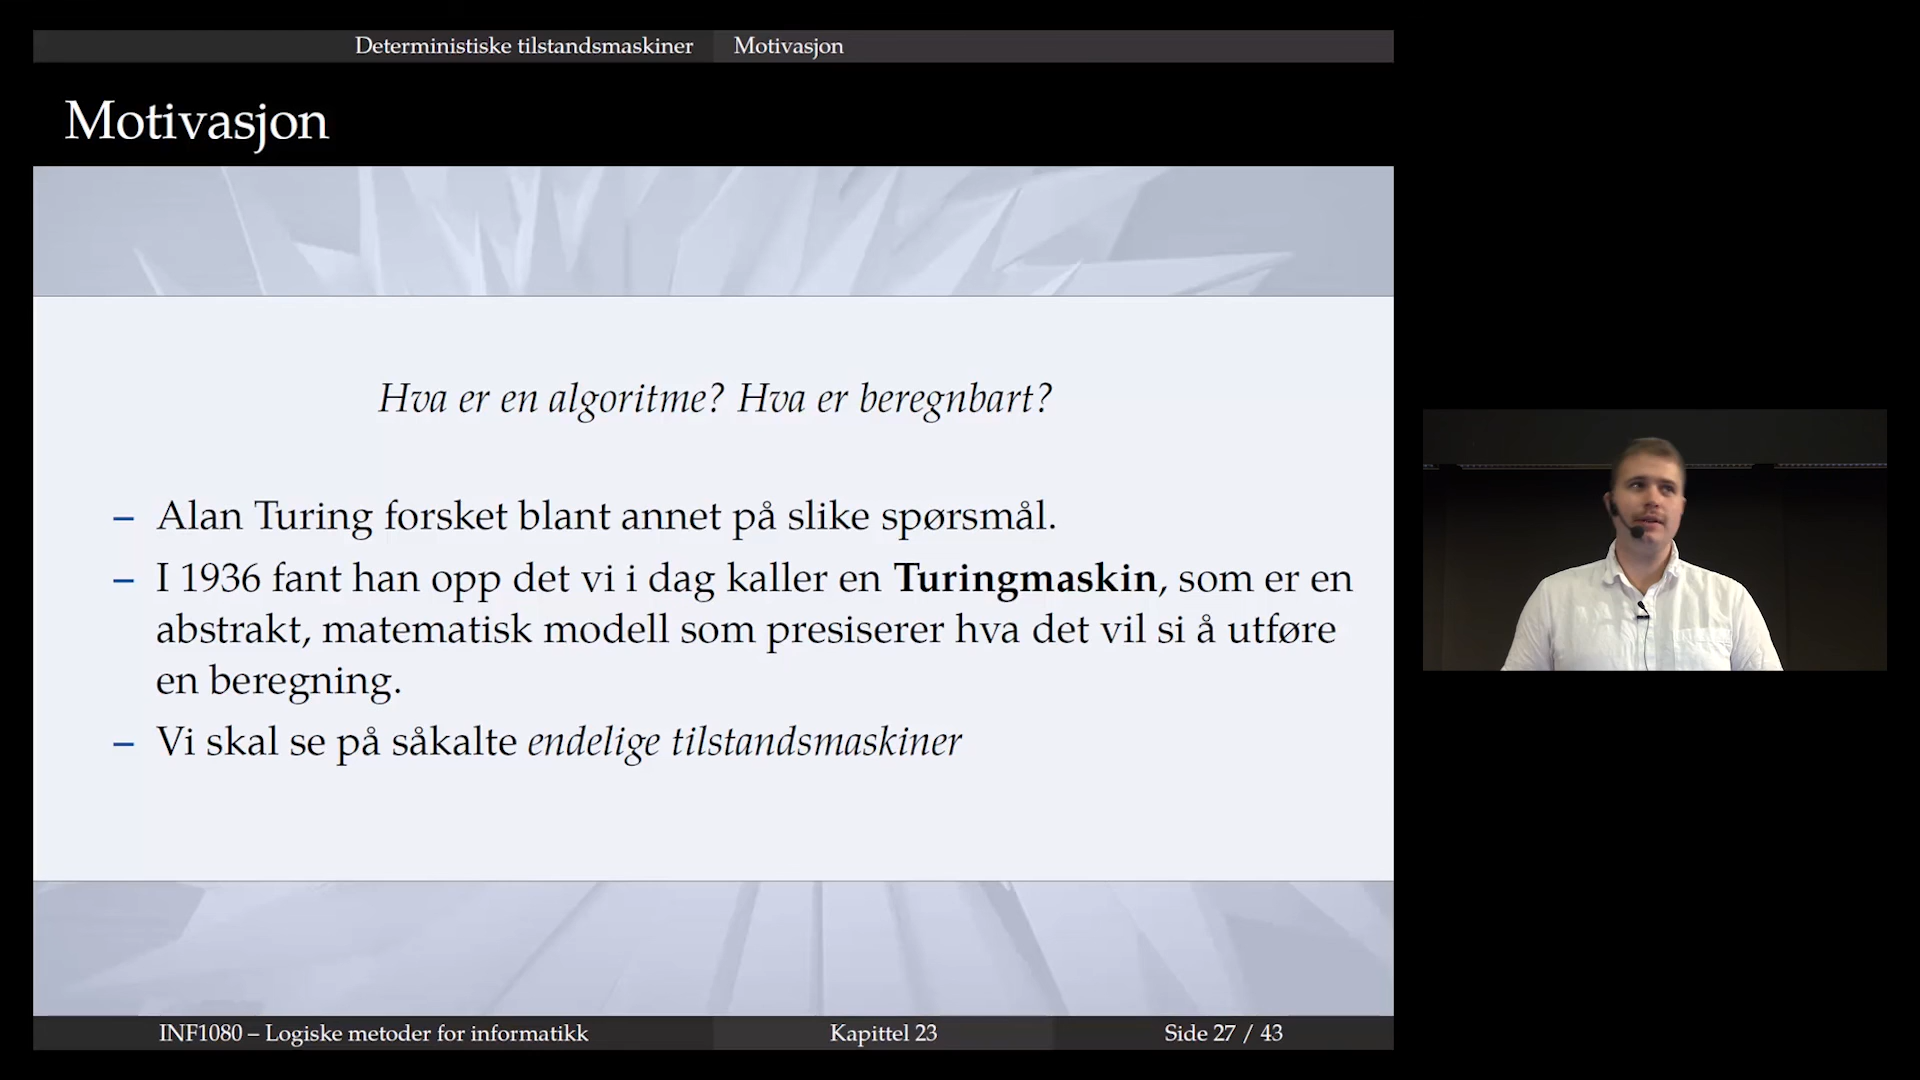 Deterministiske tilstandsmaskiner Motivasjon
Motivasjon
Hva er en algoritme? Hva er beregnbart?
– Alan Turing forsket blant annet på slike spørsmål.
– I 1936 fant han opp det vi i dag kaller en Turingmaskin, som er en
abstrakt, matematisk modell som presiserer hva det vil si å utføre
en beregning.
– Vi skal se på såkalte endelige tilstandsmaskiner
INF1080 – Logiske metoder for informatikk Kapittel 23 Side 27 / 43